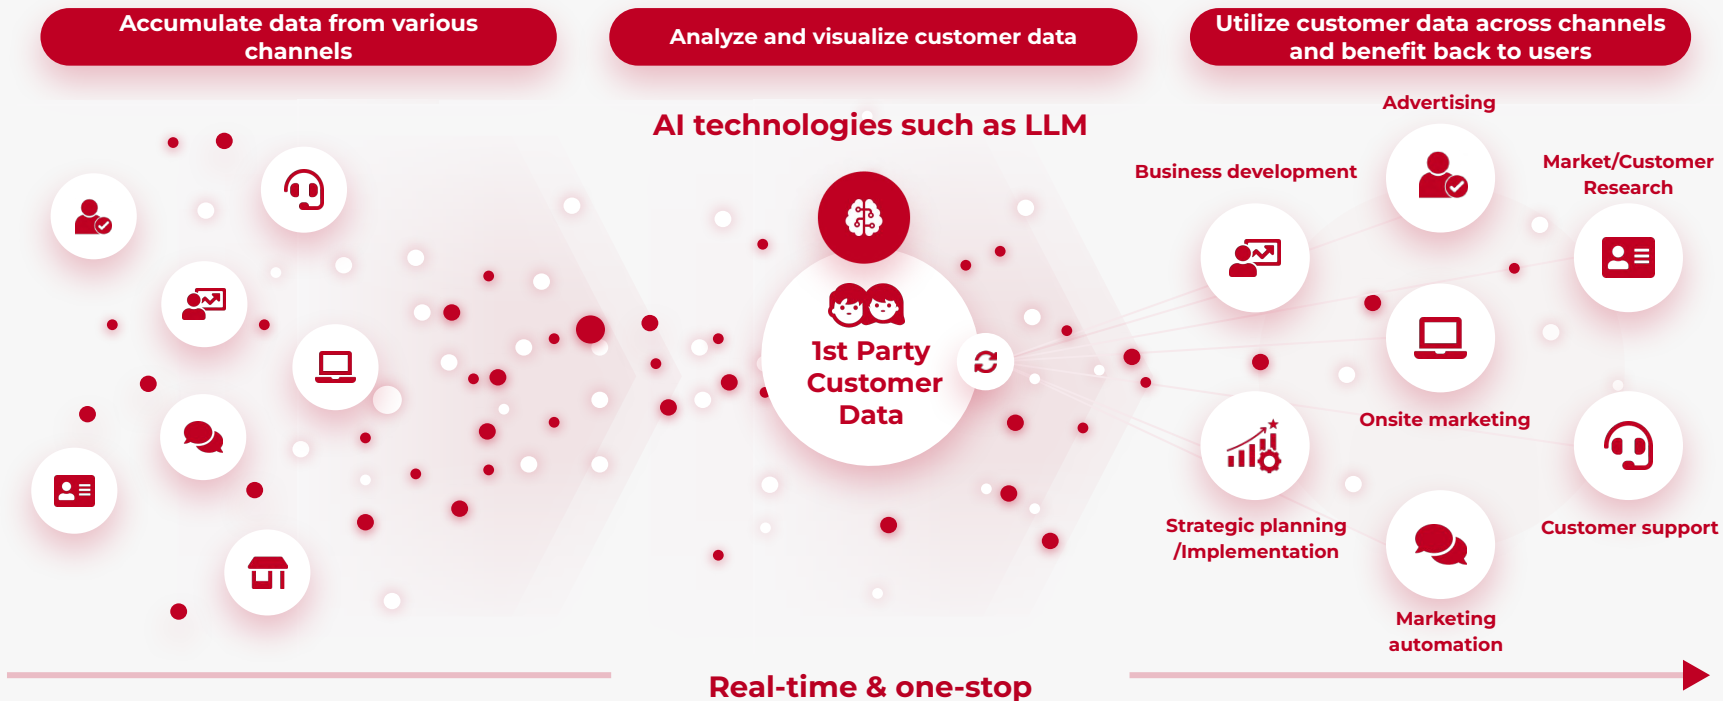 Accumulate data from various
channels
Analyze and visualize customer data
Utilize customer data across channels
and benefit back to users
AI technologies such as LLM
1st Party
Customer
Data
Advertising
Business development
Market/Customer
Research
Onsite marketing
Strategic planning
/Implementation
Customer support
Marketing
automation
Real-time & one-stop